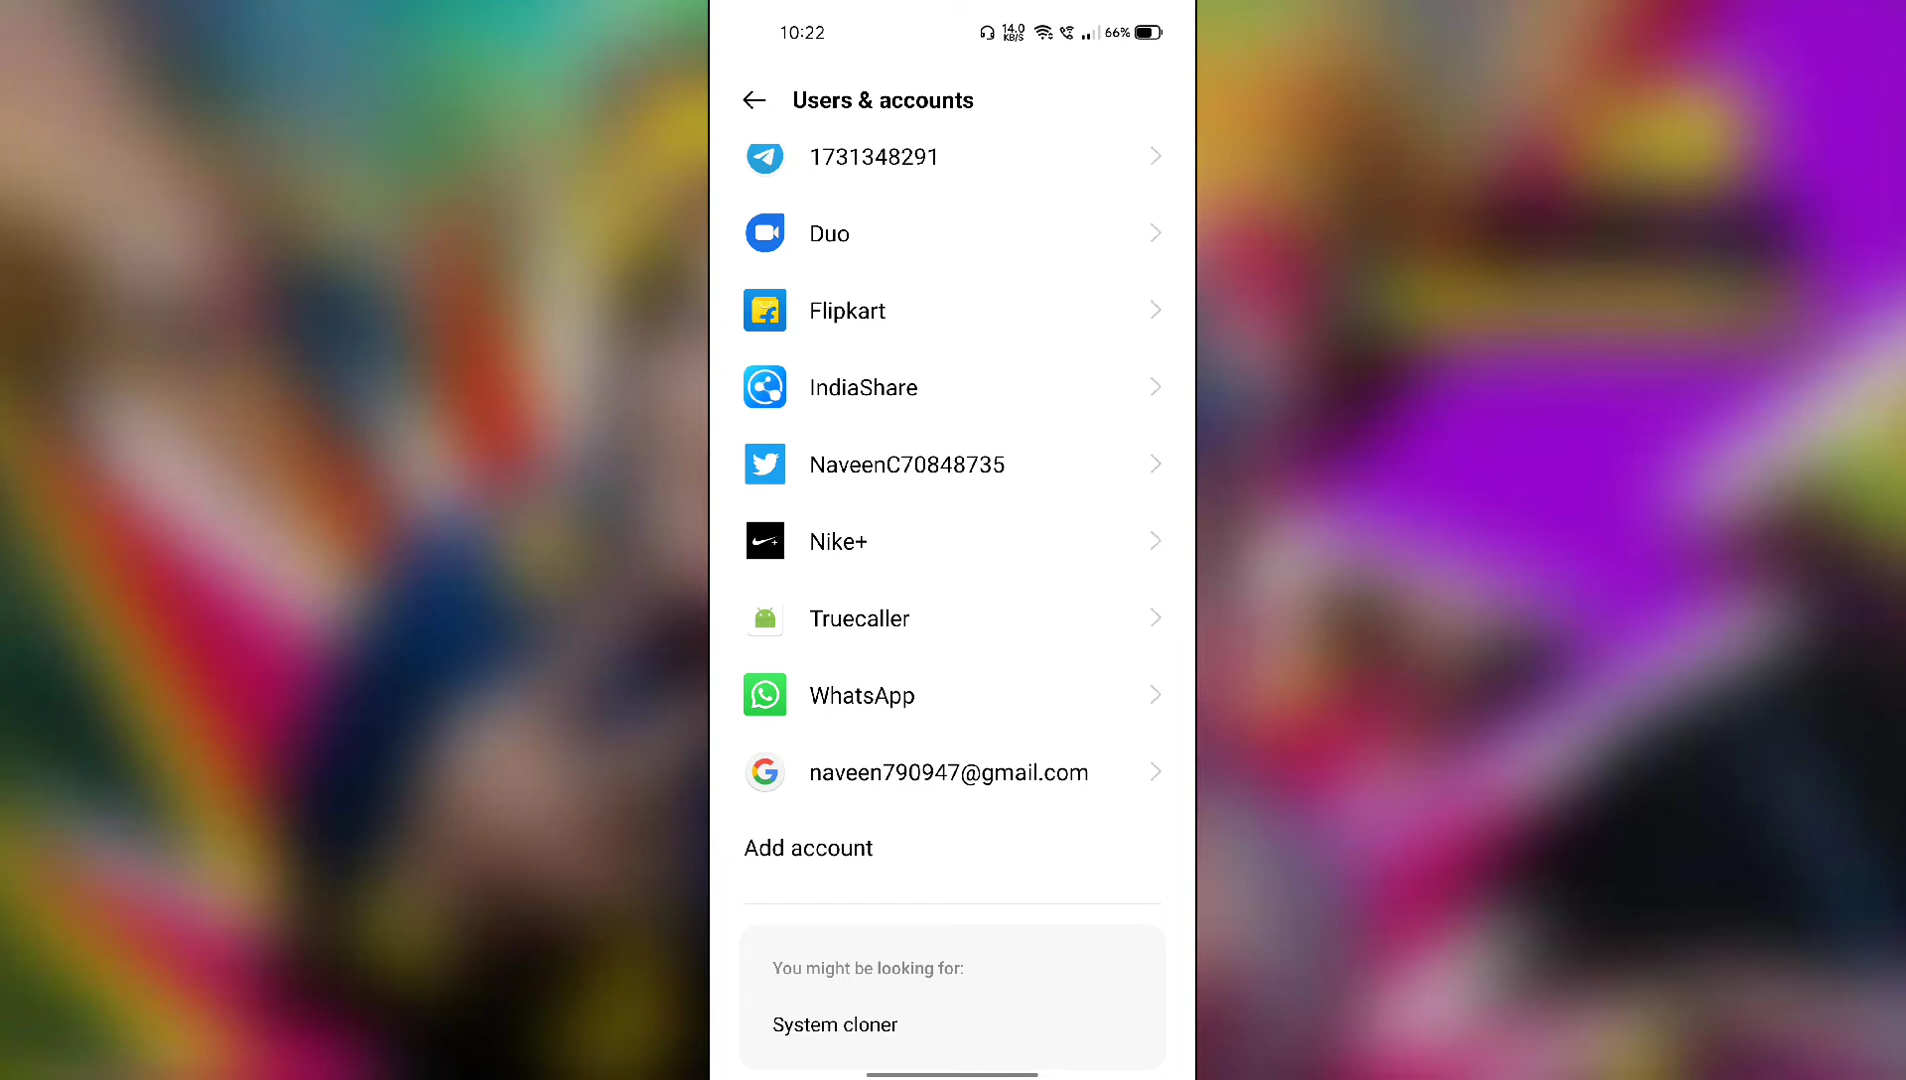 10:22
14.0
KB/S
66%
Users & accounts
1731348291
Duo
Flipkart
IndiaShare
NaveenC70848735
Nike+
Truecaller
WhatsApp
naveen790947@gmail.com
Add account
You might be looking for:
System cloner